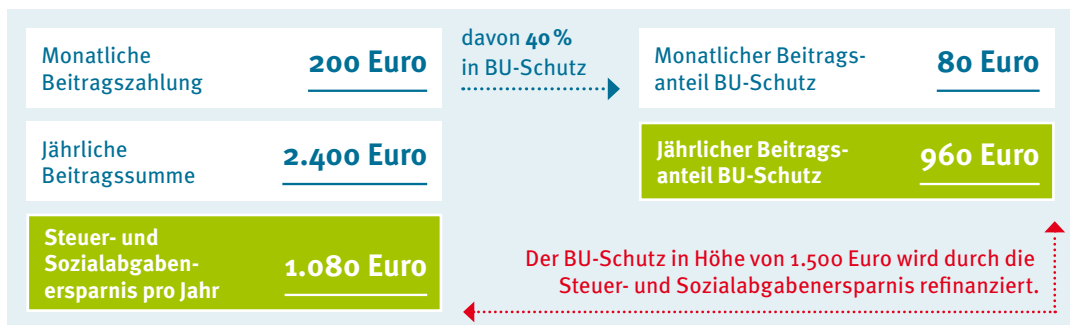 Monatliche
Beitragszahlung
200 Euro
davon 40 %
in BU-Schutz
Monatlicher Beitrags-
anteil BU-Schutz
80 Euro
Jährliche
Beitragssumme
2.400 Euro
Jährlicher Beitrags-
anteil BU-Schutz
960 Euro
Steuer- und
Sozialabgaben-
ersparnis pro Jahr
1.080 Euro
Der BU-Schutz in Höhe von 1.500 Euro wird durch die
Steuer- und Sozialabgabenersparnis refinanziert.